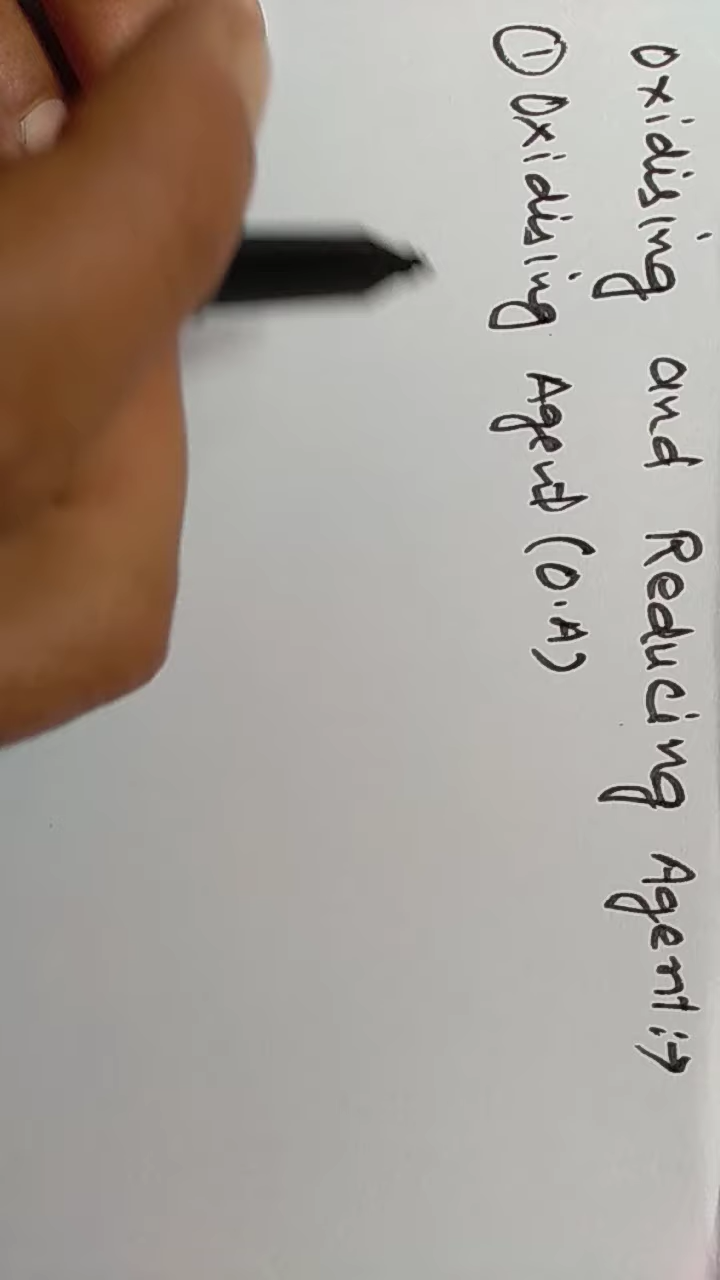 Oxidising and Reducing Agent :→
① Oxidising Agent (O.A)